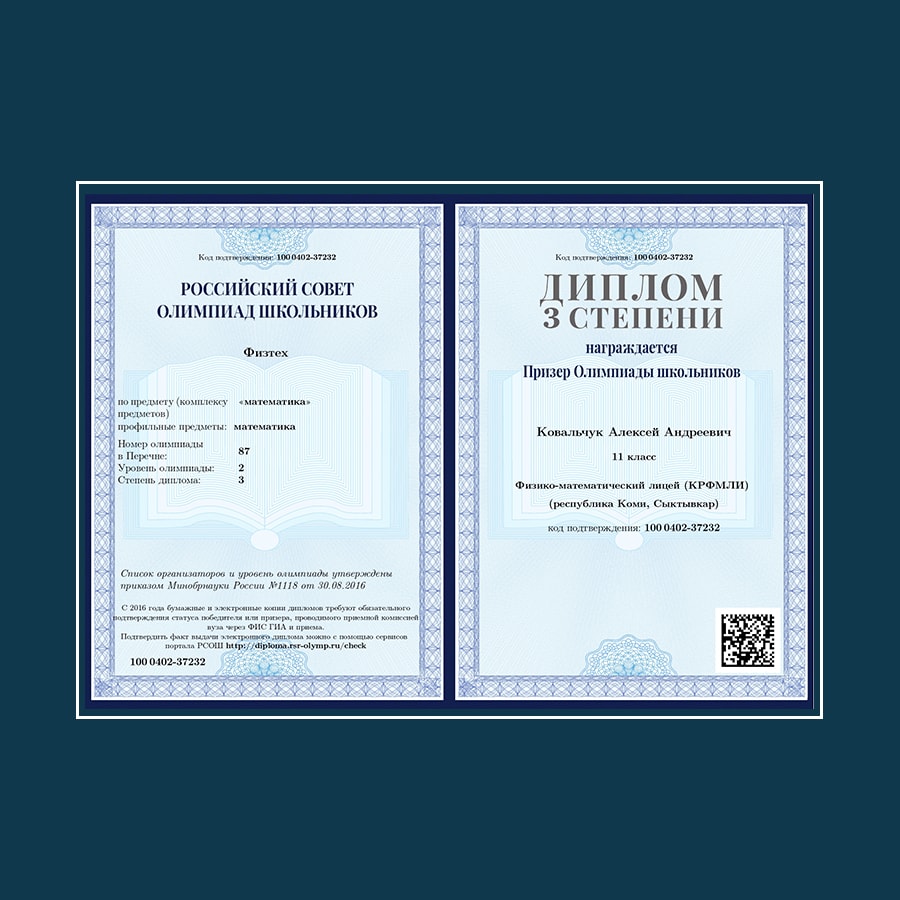 Код подтверждения: 100 0402-37232
РОССИЙСКИЙ СОВЕТ
ОЛИМПИАД ШКОЛЬНИКОВ
Физтех
по предмету (комплексу «математика»
предметов)
профильные предметы: математика
Номер олимпиады
в Перечне: 87
Уровень олимпиады: 2
Степень диплома: 3
Список организаторов и уровень олимпиады утверждены
приказом Минобрнауки России №1118 от 30.08.2016
С 2016 года бумажные и электронные копии дипломов требуют обязательного
подтверждения статуса победителя или призера, проводимого приемной комиссией
вуза через ФИС ГИА и приема.
Подтвердить факт выдачи электронного диплома можно с помощью сервисов
портала РСОШ http://diploma.rsr-olymp.ru/check
100 0402-37232
Код подтверждения: 100 0402-37232
ДИПЛОМ
3 СТЕПЕНИ
награждается
Призер Олимпиады школьников
Ковальчук Алексей Андреевич
11 класс
Физико-математический лицей (КРФМЛИ)
(республика Коми, Сыктывкар)
код подтверждения: 100 0402-37232